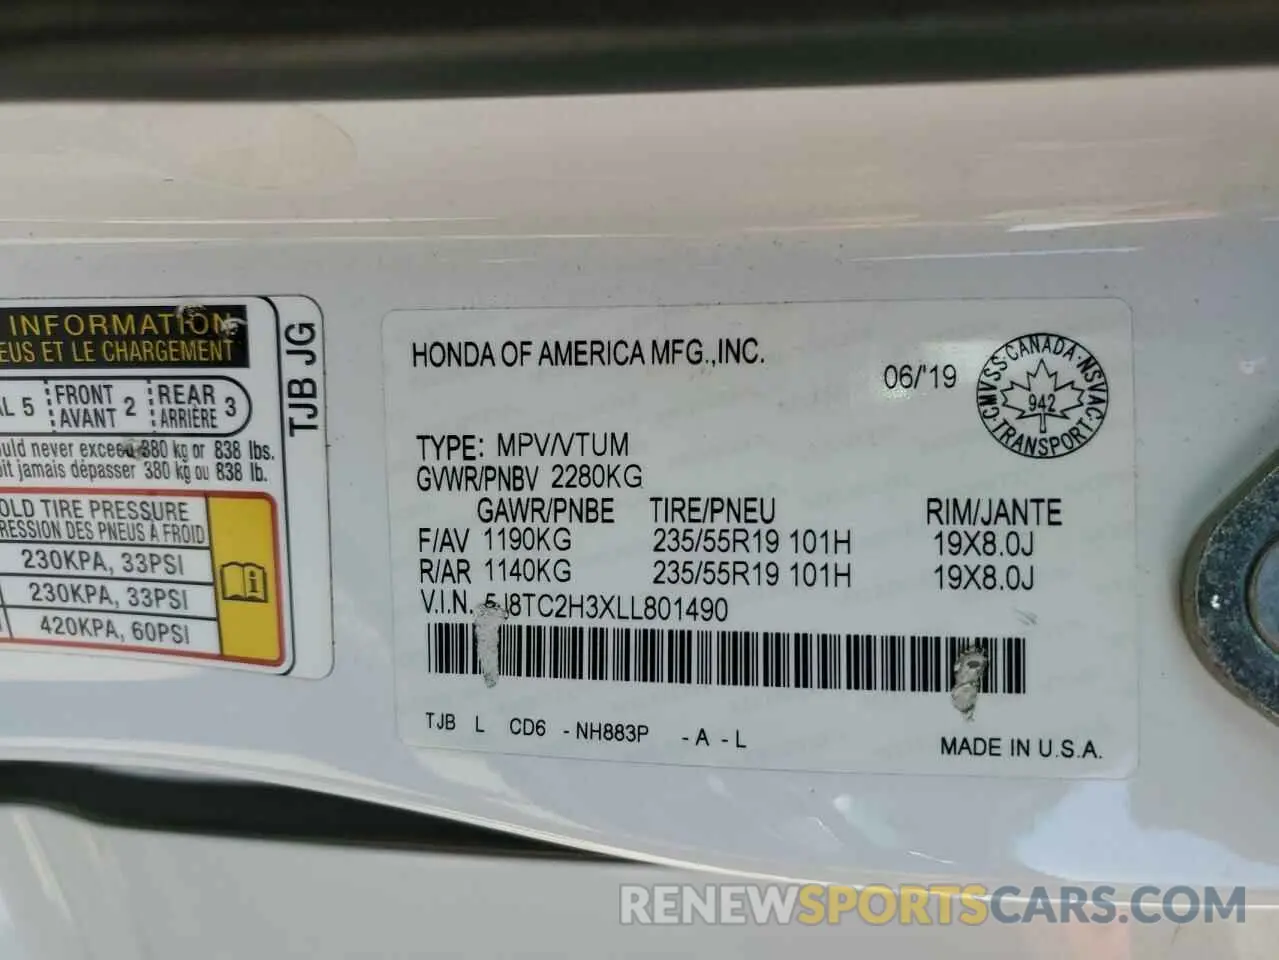 INFORMATION
EUS ET LE CHARGEMENT
AL 5 FRONT AVANT 2 REAR ARRIÈRE 3
ould never exceed 380 kg or 838 lbs.
oit jamais dépasser 380 kg ou 838 lb.
OLD TIRE PRESSURE
RESSION DES PNEUS À FROID
230KPA, 33PSI
230KPA, 33PSI
420KPA, 60PSI
TJB JG
HONDA OF AMERICA MFG.,INC.
06/'19
CMVSS·CANADA·NSVAC
942
·TRANSPORT·
TYPE: MPV/VTUM
GVWR/PNBV 2280KG
GAWR/PNBE TIRE/PNEU RIM/JANTE
F/AV 1190KG 235/55R19 101H 19X8.0J
R/AR 1140KG 235/55R19 101H 19X8.0J
V.I.N. 5J8TC2H3XLL801490
TJB L CD6 -NH883P -A -L
MADE IN U.S.A.
RENEWSPORTSCARS.COM